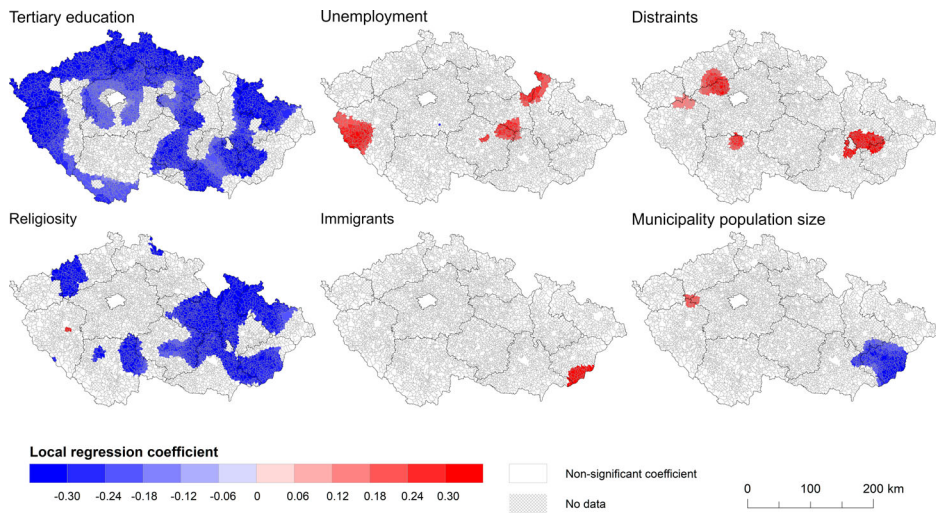 Tertiary education
Unemployment
Distraints
Religiosity
Immigrants
Municipality population size
Local regression coefficient
-0.30 -0.24 -0.18 -0.12 -0.06 0 0.06 0.12 0.18 0.24 0.30
Non-significant coefficient
No data
0 100 200 km